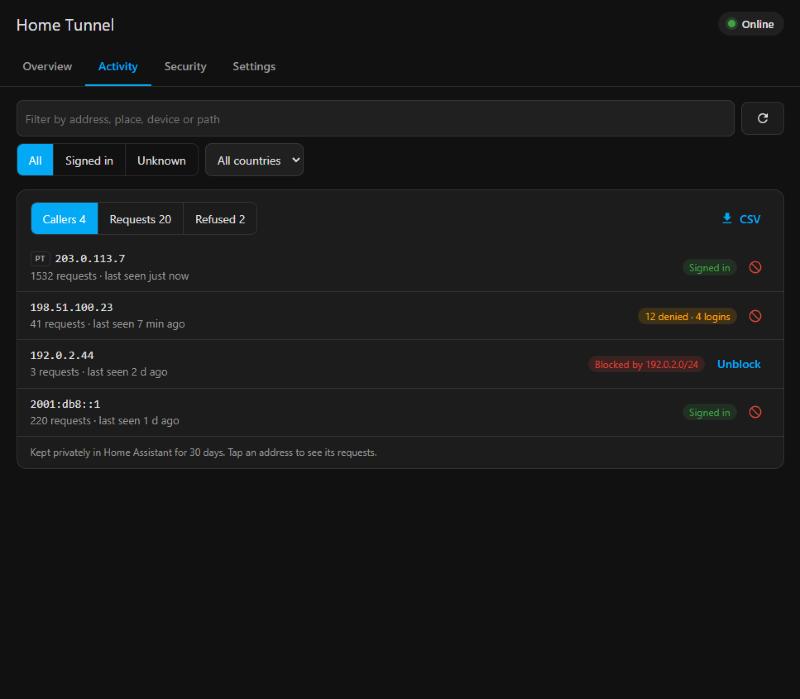 Home Tunnel
Online
Overview Activity Security Settings
Filter by address, place, device or path
All Signed in Unknown All countries
Callers 4 Requests 20 Refused 2 CSV
PT 203.0.113.7
1532 requests · last seen just now
Signed in
198.51.100.23
41 requests · last seen 7 min ago
12 denied · 4 logins
192.0.2.44
3 requests · last seen 2 d ago
Blocked by 192.0.2.0/24 Unblock
2001:db8::1
220 requests · last seen 1 d ago
Signed in
Kept privately in Home Assistant for 30 days. Tap an address to see its requests.